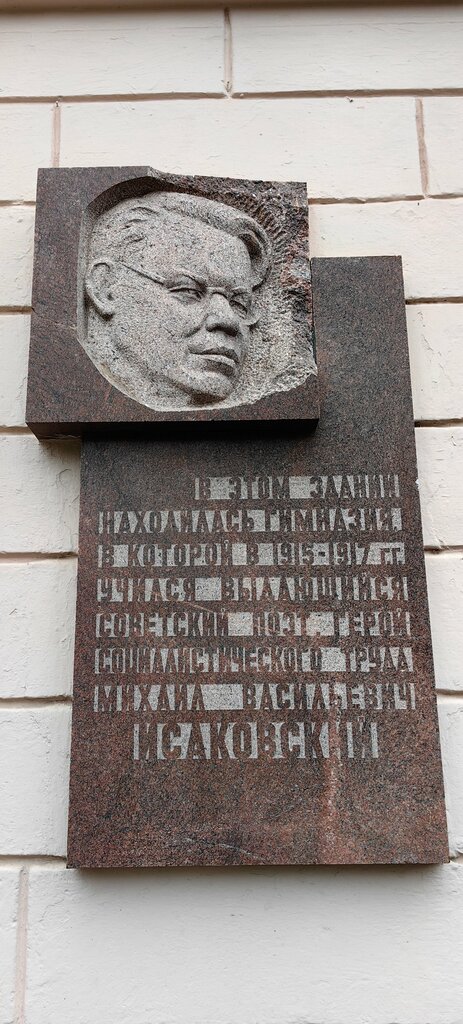 В ЭТОМ ЗДАНИИ
НАХОДИЛАСЬ ГИМНАЗИЯ,
В КОТОРОЙ В 1915-1917 гг
УЧИЛСЯ ВЫДАЮЩИЙСЯ
СОВЕТСКИЙ ПОЭТ, ГЕРОЙ
СОЦИАЛИСТИЧЕСКОГО ТРУДА
МИХАИЛ ВАСИЛЬЕВИЧ
ИСАКОВСКИЙ